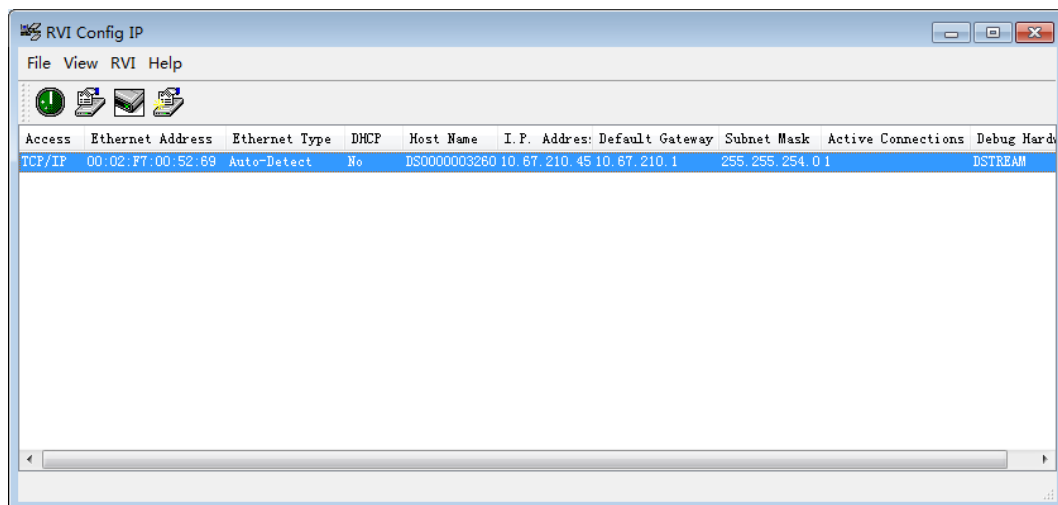 RVI Config IP
File View RVI Help
Access Ethernet Address Ethernet Type DHCP Host Name I.P. Addres: Default Gateway Subnet Mask Active Connections Debug Hardw
TCP/IP 00:02:F7:00:52:69 Auto-Detect No DS0000003260 10.67.210.45 10.67.210.1 255.255.254.0 1 DSTREAM